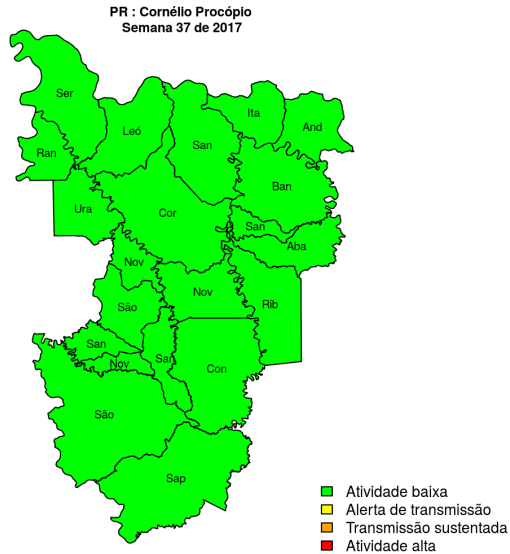 PR : Cornélio Procópio
Semana 37 de 2017
Ser
Ita
And
Leó
San
Ran
Ban
Ura
Cor
San
Aba
Nov
Nov
São
Rib
San
San
Nov
Con
São
Sap
Atividade baixa
Alerta de transmissão
Transmissão sustentada
Atividade alta